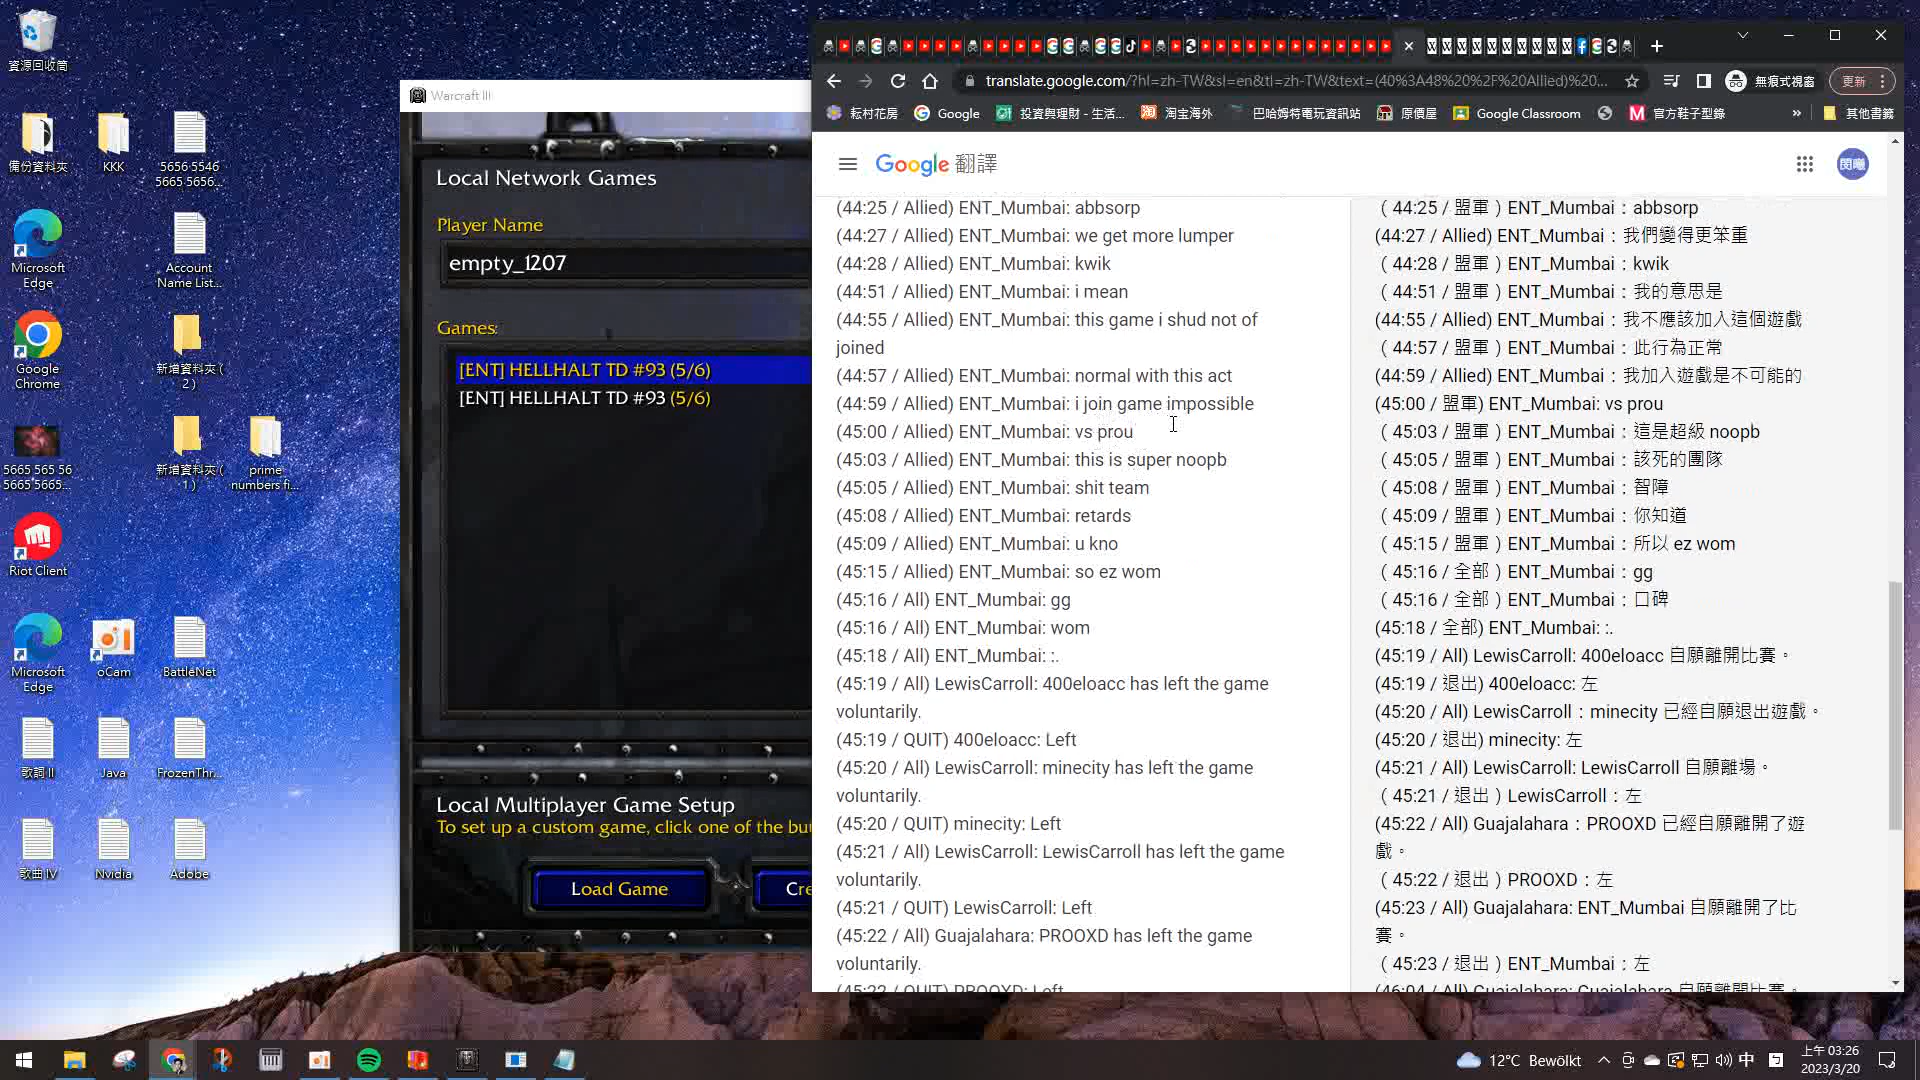 資源回收筒
備份資料夾
KKK
5656 5546
5665 5656...
Microsoft
Edge
Account
Name List...
Google
Chrome
新增資料夾 (
2 )
5665 565 56
5665 5665...
新增資料夾 (
1 )
prime
numbers fi...
Riot Client
Microsoft
Edge
oCam
BattleNet
歌詞 II
Java
FrozenThr...
歌曲 IV
Nvidia
Adobe
Warcraft III
Local Network Games
Player Name
empty_1207
Games:
[ENT] HELLHALT TD #93 (5/6)
[ENT] HELLHALT TD #93 (5/6)
Local Multiplayer Game Setup
To set up a custom game, click one of the bu
Load Game
Cre
translate.google.com/?hl=zh-TW&sl=en&tl=zh-TW&text=(40%3A48%20%2F%20Allied)%20...
無痕式視窗
更新
耘村花房
Google
投資與理財 - 生活...
淘宝海外
巴哈姆特電玩資訊站
原價屋
Google Classroom
官方鞋子型錄
»
其他書籤
Google 翻譯
閔曦
(44:25 / Allied) ENT_Mumbai: abbsorp
(44:27 / Allied) ENT_Mumbai: we get more lumper
(44:28 / Allied) ENT_Mumbai: kwik
(44:51 / Allied) ENT_Mumbai: i mean
(44:55 / Allied) ENT_Mumbai: this game i shud not of
joined
(44:57 / Allied) ENT_Mumbai: normal with this act
(44:59 / Allied) ENT_Mumbai: i join game impossible
(45:00 / Allied) ENT_Mumbai: vs prou
(45:03 / Allied) ENT_Mumbai: this is super noopb
(45:05 / Allied) ENT_Mumbai: shit team
(45:08 / Allied) ENT_Mumbai: retards
(45:09 / Allied) ENT_Mumbai: u kno
(45:15 / Allied) ENT_Mumbai: so ez wom
(45:16 / All) ENT_Mumbai: gg
(45:16 / All) ENT_Mumbai: wom
(45:18 / All) ENT_Mumbai: :.
(45:19 / All) LewisCarroll: 400eloacc has left the game
voluntarily.
(45:19 / QUIT) 400eloacc: Left
(45:20 / All) LewisCarroll: minecity has left the game
voluntarily.
(45:20 / QUIT) minecity: Left
(45:21 / All) LewisCarroll: LewisCarroll has left the game
voluntarily.
(45:21 / QUIT) LewisCarroll: Left
(45:22 / All) Guajalahara: PROOXD has left the game
voluntarily.
(45:22 / QUIT) PROOXD: Left
（ 44:25 / 盟軍 ）ENT_Mumbai：abbsorp
(44:27 / Allied) ENT_Mumbai：我們變得更笨重
（ 44:28 / 盟軍 ）ENT_Mumbai：kwik
（ 44:51 / 盟軍 ）ENT_Mumbai：我的意思是
(44:55 / Allied) ENT_Mumbai：我不應該加入這個遊戲
（ 44:57 / 盟軍 ）ENT_Mumbai：此行為正常
(44:59 / Allied) ENT_Mumbai：我加入遊戲是不可能的
(45:00 / 盟軍) ENT_Mumbai: vs prou
（ 45:03 / 盟軍 ）ENT_Mumbai：這是超級 noopb
（ 45:05 / 盟軍 ）ENT_Mumbai：該死的團隊
（ 45:08 / 盟軍 ）ENT_Mumbai：智障
（ 45:09 / 盟軍 ）ENT_Mumbai：你知道
（ 45:15 / 盟軍 ）ENT_Mumbai：所以 ez wom
（ 45:16 / 全部 ）ENT_Mumbai：gg
（ 45:16 / 全部 ）ENT_Mumbai：口碑
(45:18 / 全部) ENT_Mumbai: :.
(45:19 / All) LewisCarroll: 400eloacc 自願離開比賽。
(45:19 / 退出) 400eloacc: 左
(45:20 / All) LewisCarroll：minecity 已經自願退出遊戲。
(45:20 / 退出) minecity: 左
(45:21 / All) LewisCarroll: LewisCarroll 自願離場。
（ 45:21 / 退出 ）LewisCarroll：左
(45:22 / All) Guajalahara：PROOXD 已經自願離開了遊
戲。
（ 45:22 / 退出 ）PROOXD：左
(45:23 / All) Guajalahara: ENT_Mumbai 自願離開了比
賽。
（ 45:23 / 退出 ）ENT_Mumbai：左
(46:04 / All) Guajalahara: Guajalahara 自願離開比賽。
12°C Bewölkt
中
上午 03:26
2023/3/20